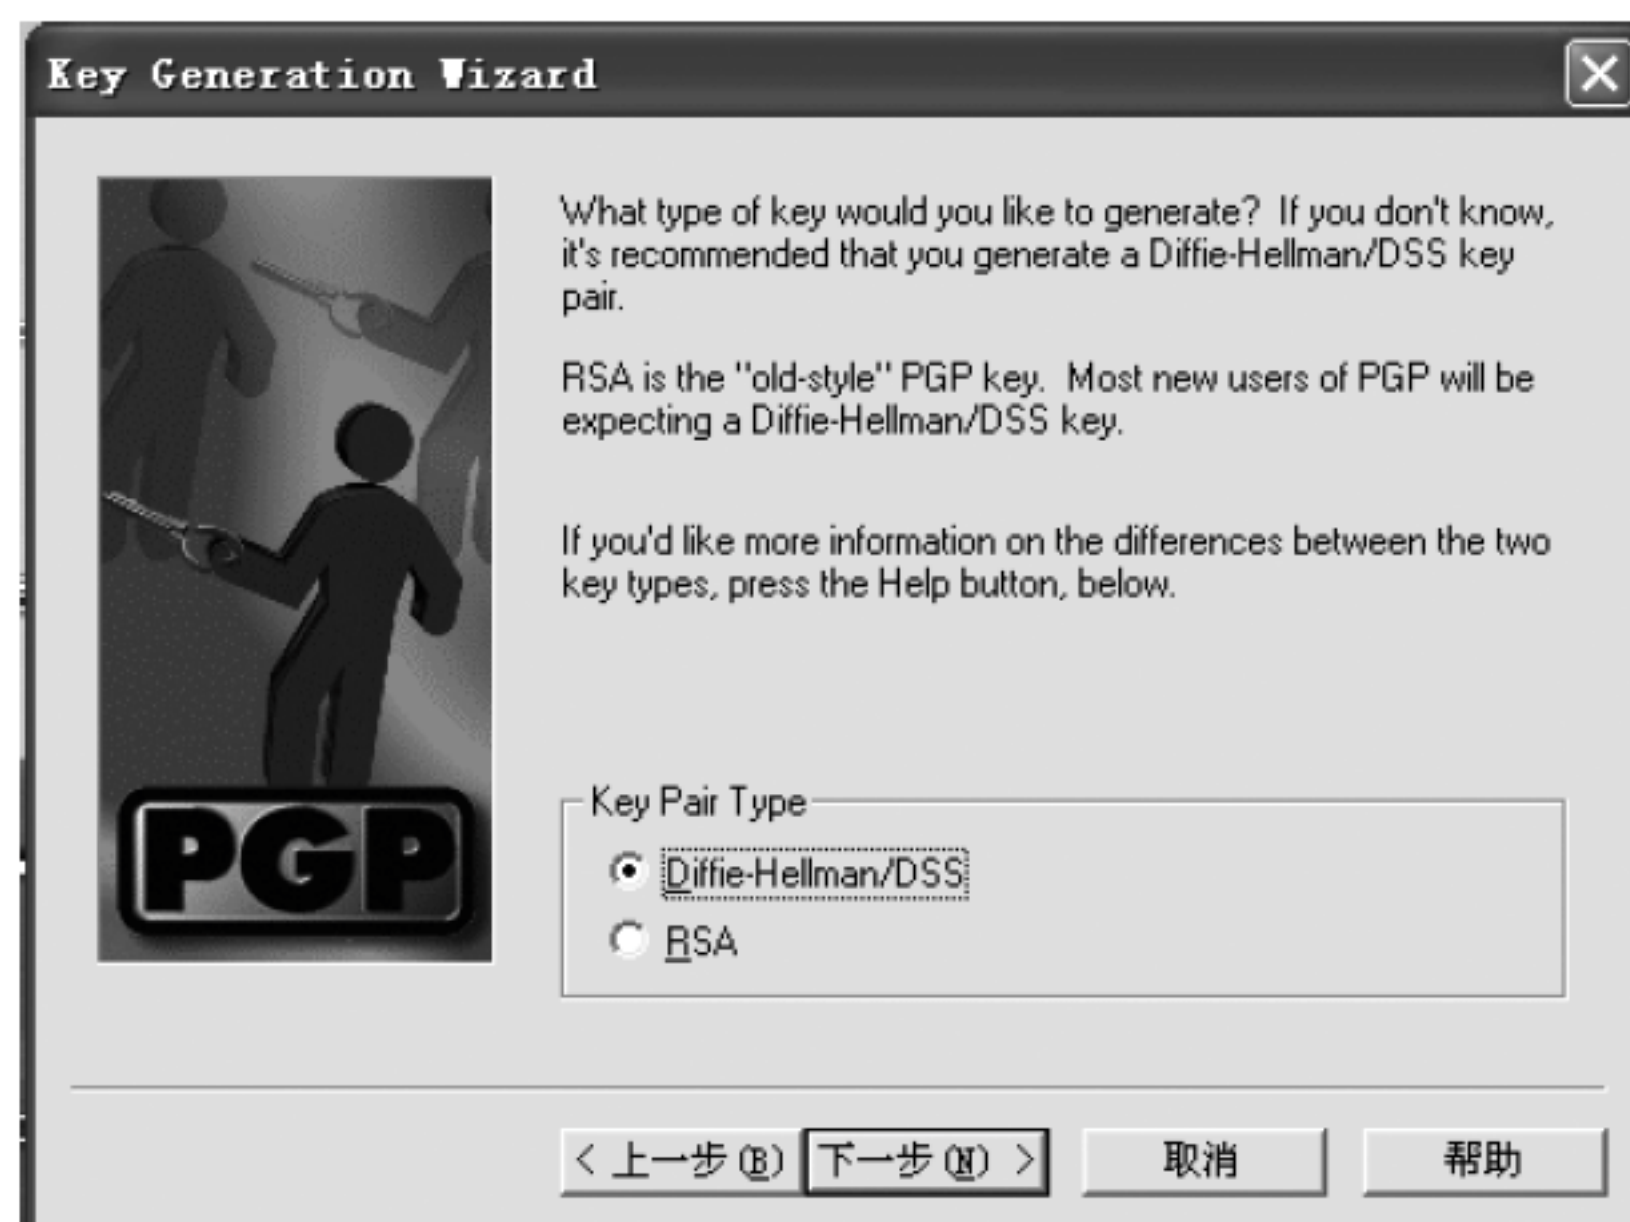 Key Generation Wizard
What type of key would you like to generate?  If you don't know,
it's recommended that you generate a Diffie-Hellman/DSS key
pair.
RSA is the "old-style" PGP key.  Most new users of PGP will be
expecting a Diffie-Hellman/DSS key.
If you'd like more information on the differences between the two
key types, press the Help button, below.
PGP
Key Pair Type
Diffie-Hellman/DSS
RSA
< 上一步(B) 下一步(N) > 取消 帮助